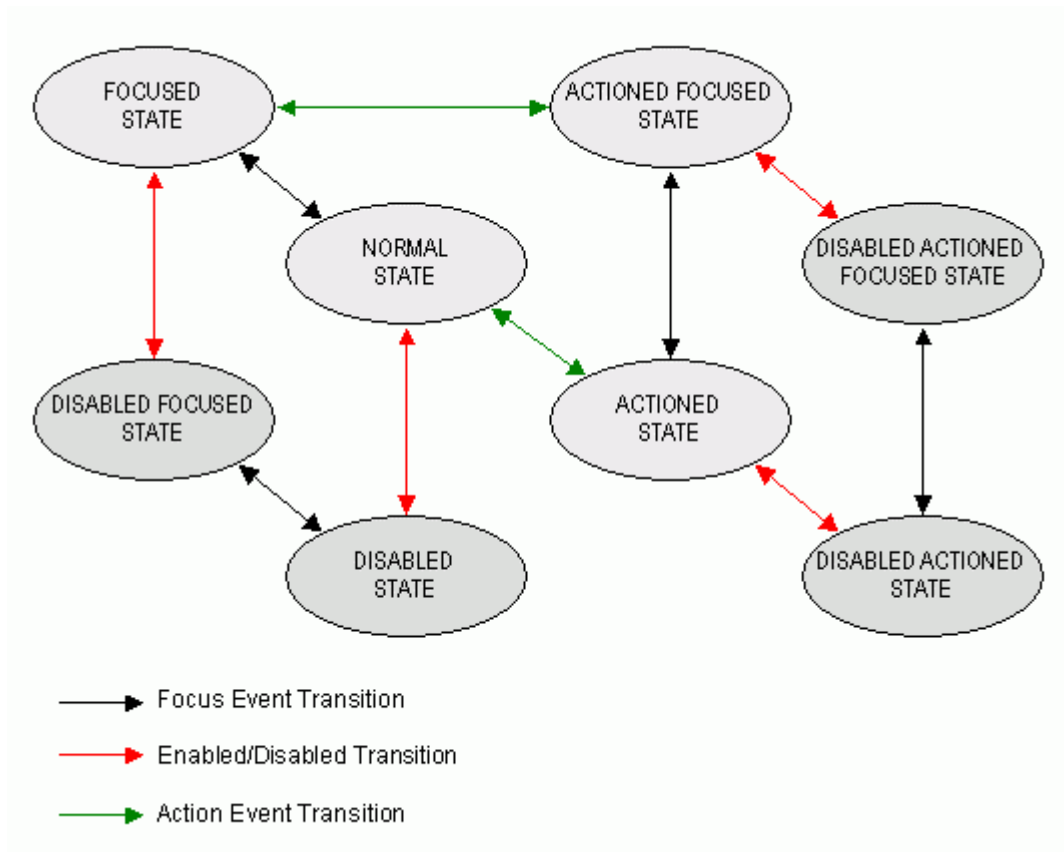 FOCUSED
STATE
ACTIONED FOCUSED
STATE
NORMAL
STATE
DISABLED ACTIONED
FOCUSED STATE
DISABLED FOCUSED
STATE
ACTIONED
STATE
DISABLED
STATE
DISABLED ACTIONED
STATE
Focus Event Transition
Enabled/Disabled Transition
Action Event Transition